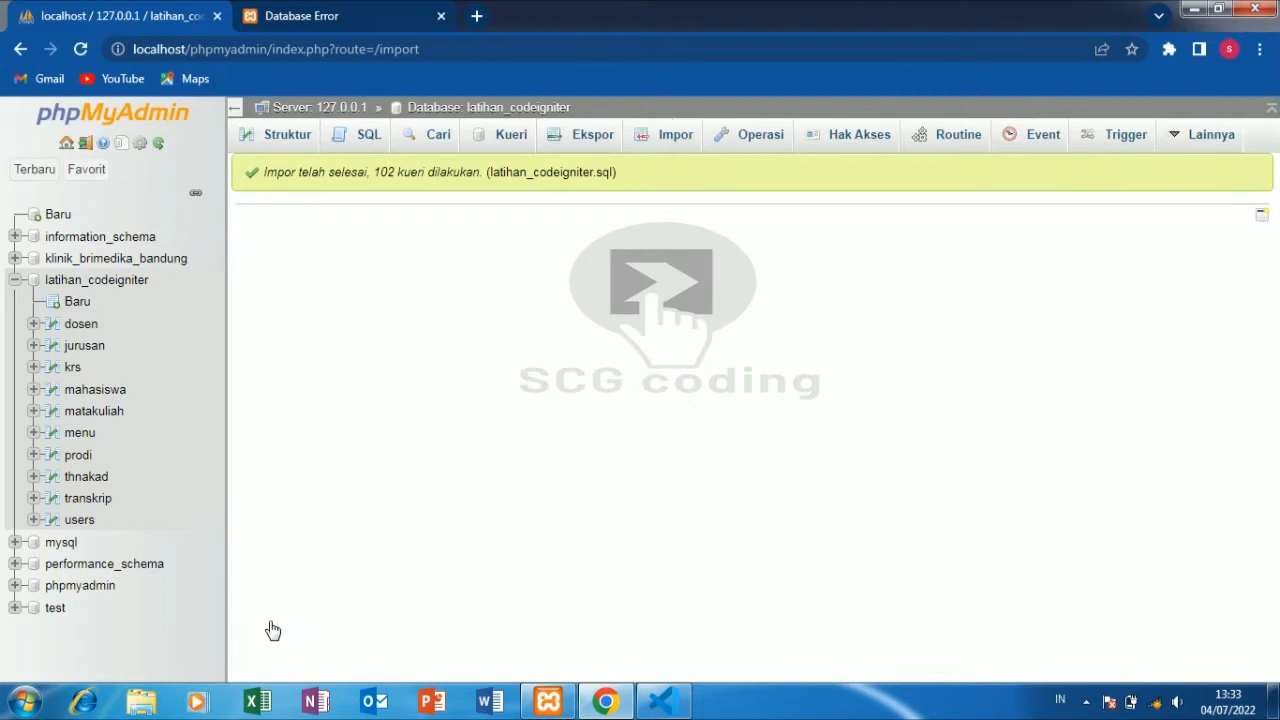 localhost / 127.0.0.1 / latihan_co
Database Error
localhost/phpmyadmin/index.php?route=/import
S
Gmail
YouTube
Maps
phpMyAdmin
Server: 127.0.0.1 » Database: latihan_codeigniter
Struktur
SQL
Cari
Kueri
Ekspor
Impor
Operasi
Hak Akses
Routine
Event
Trigger
Lainnya
Impor telah selesai, 102 kueri dilakukan. (latihan_codeigniter.sql)
Terbaru
Favorit
Baru
information_schema
klinik_brimedika_bandung
latihan_codeigniter
Baru
dosen
jurusan
krs
mahasiswa
matakuliah
menu
prodi
thnakad
transkrip
users
mysql
performance_schema
phpmyadmin
test
SCG coding
IN
13:33
04/07/2022